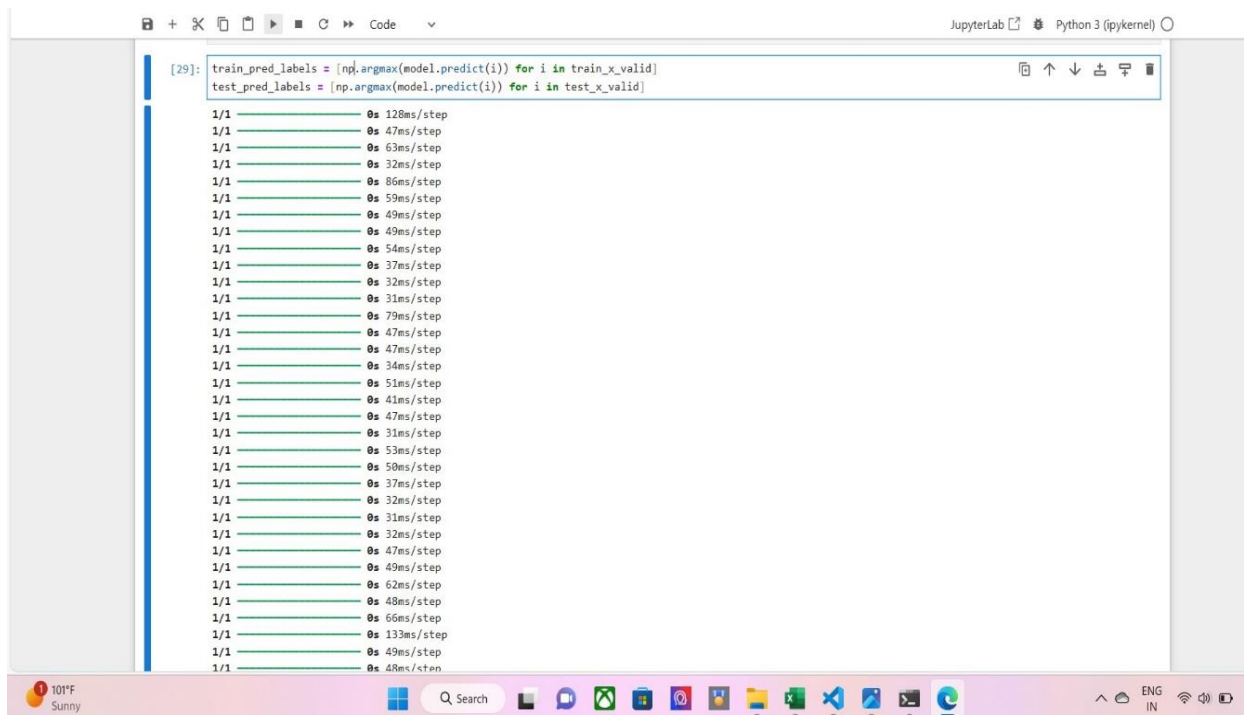 Code
JupyterLab
Python 3 (ipykernel)
[29]:
train_pred_labels = [np.argmax(model.predict(i)) for i in train_x_valid]
test_pred_labels = [np.argmax(model.predict(i)) for i in test_x_valid]
1/1 0s 128ms/step
1/1 0s 47ms/step
1/1 0s 63ms/step
1/1 0s 32ms/step
1/1 0s 86ms/step
1/1 0s 59ms/step
1/1 0s 49ms/step
1/1 0s 49ms/step
1/1 0s 54ms/step
1/1 0s 37ms/step
1/1 0s 32ms/step
1/1 0s 31ms/step
1/1 0s 79ms/step
1/1 0s 47ms/step
1/1 0s 47ms/step
1/1 0s 34ms/step
1/1 0s 51ms/step
1/1 0s 41ms/step
1/1 0s 47ms/step
1/1 0s 31ms/step
1/1 0s 53ms/step
1/1 0s 50ms/step
1/1 0s 37ms/step
1/1 0s 32ms/step
1/1 0s 31ms/step
1/1 0s 32ms/step
1/1 0s 47ms/step
1/1 0s 49ms/step
1/1 0s 62ms/step
1/1 0s 48ms/step
1/1 0s 66ms/step
1/1 0s 133ms/step
1/1 0s 49ms/step
1/1 0s 48ms/step
1
101°F
Sunny
Search
ENG
IN